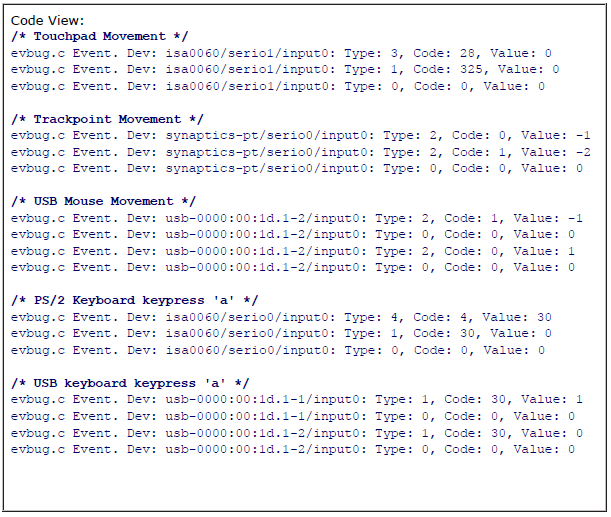 Code View:
/* Touchpad Movement */
evbug.c Event. Dev: isa0060/serio1/input0: Type: 3, Code: 28, Value: 0
evbug.c Event. Dev: isa0060/serio1/input0: Type: 1, Code: 325, Value: 0
evbug.c Event. Dev: isa0060/serio1/input0: Type: 0, Code: 0, Value: 0
/* Trackpoint Movement */
evbug.c Event. Dev: synaptics-pt/serio0/input0: Type: 2, Code: 0, Value: -1
evbug.c Event. Dev: synaptics-pt/serio0/input0: Type: 2, Code: 1, Value: -2
evbug.c Event. Dev: synaptics-pt/serio0/input0: Type: 0, Code: 0, Value: 0
/* USB Mouse Movement */
evbug.c Event. Dev: usb-0000:00:1d.1-2/input0: Type: 2, Code: 1, Value: -1
evbug.c Event. Dev: usb-0000:00:1d.1-2/input0: Type: 0, Code: 0, Value: 0
evbug.c Event. Dev: usb-0000:00:1d.1-2/input0: Type: 2, Code: 0, Value: 1
evbug.c Event. Dev: usb-0000:00:1d.1-2/input0: Type: 0, Code: 0, Value: 0
/* PS/2 Keyboard keypress 'a' */
evbug.c Event. Dev: isa0060/serio0/input0: Type: 4, Code: 4, Value: 30
evbug.c Event. Dev: isa0060/serio0/input0: Type: 1, Code: 30, Value: 0
evbug.c Event. Dev: isa0060/serio0/input0: Type: 0, Code: 0, Value: 0
/* USB keyboard keypress 'a' */
evbug.c Event. Dev: usb-0000:00:1d.1-1/input0: Type: 1, Code: 30, Value: 1
evbug.c Event. Dev: usb-0000:00:1d.1-1/input0: Type: 0, Code: 0, Value: 0
evbug.c Event. Dev: usb-0000:00:1d.1-2/input0: Type: 1, Code: 30, Value: 0
evbug.c Event. Dev: usb-0000:00:1d.1-2/input0: Type: 0, Code: 0, Value: 0